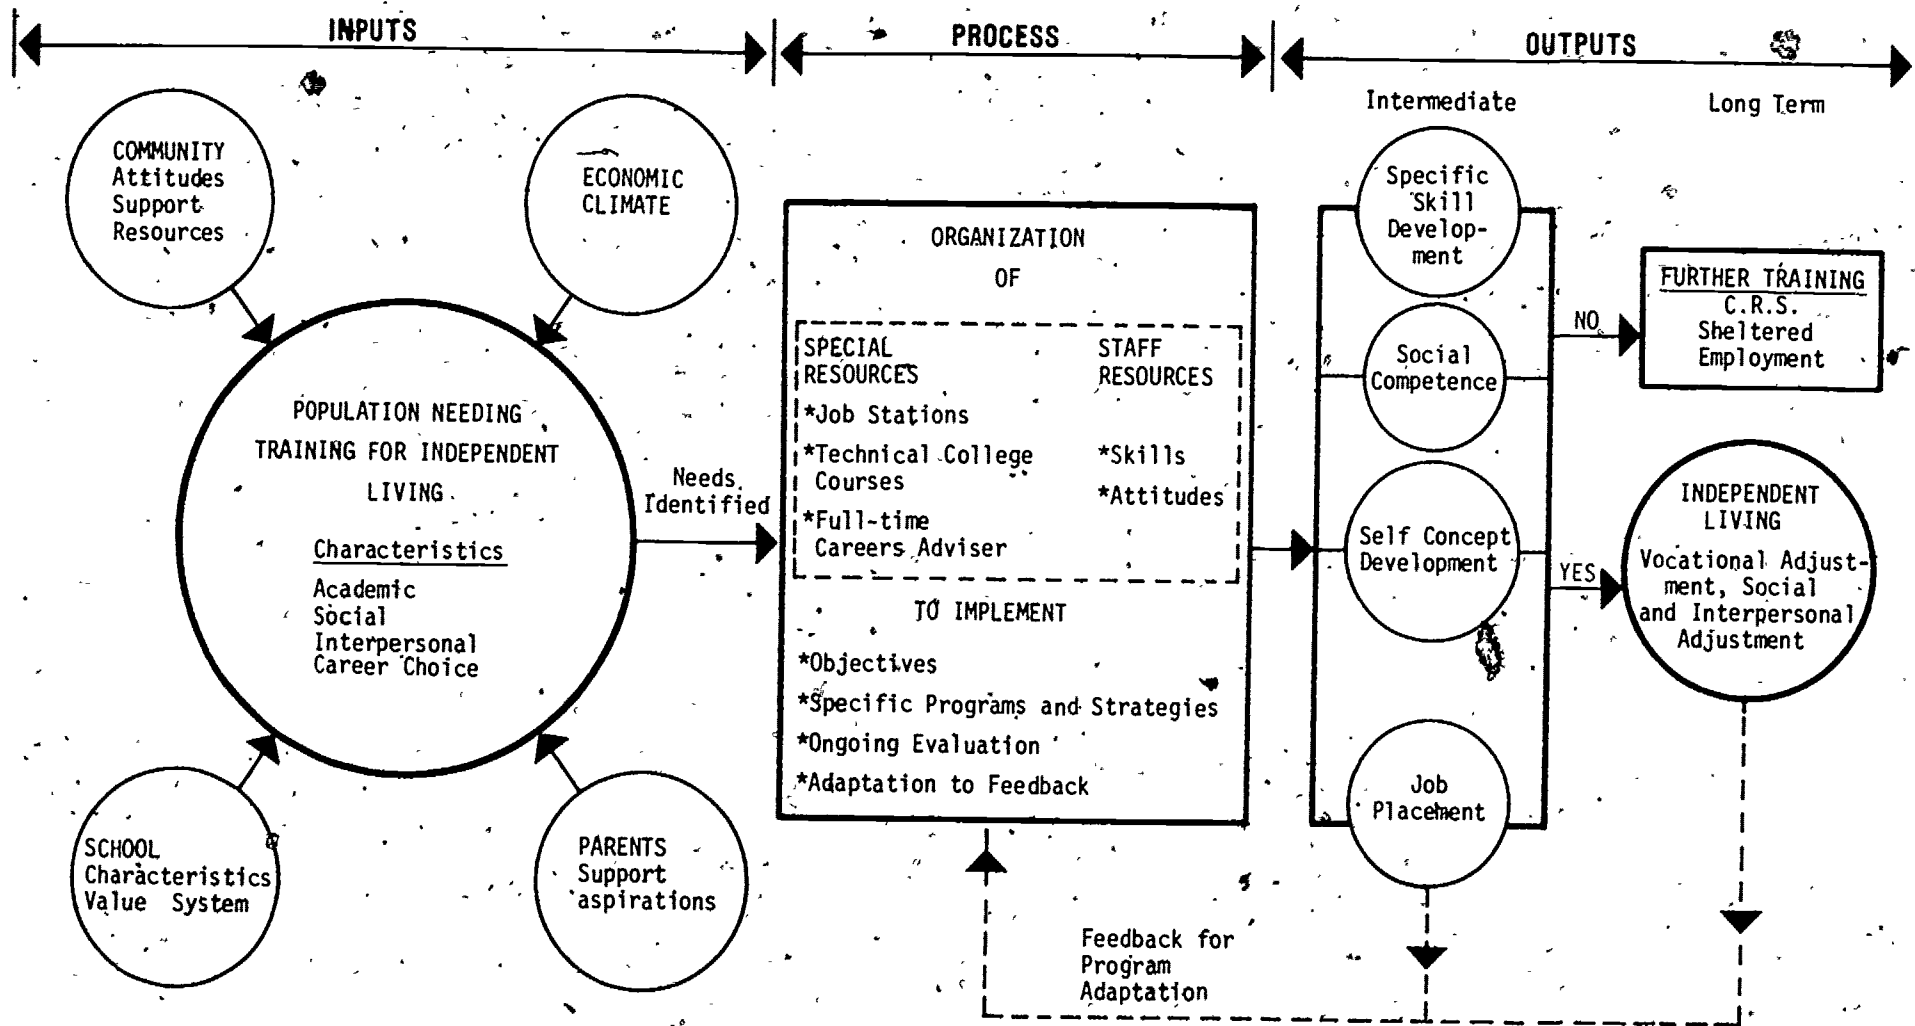 INPUTS
PROCESS
OUTPUTS
Intermediate
Long Term
COMMUNITY
Attitudes
Support
Resources
ECONOMIC
CLIMATE
POPULATION NEEDING
TRAINING FOR INDEPENDENT
LIVING
Characteristics
Academic
Social
Interpersonal
Career Choice
SCHOOL
Characteristics
Value System
PARENTS
Support
aspirations
Needs
Identified
ORGANIZATION
OF
SPECIAL
RESOURCES
*Job Stations
*Technical College
Courses
*Full-time
Careers Adviser
STAFF
RESOURCES
*Skills
*Attitudes
TO IMPLEMENT
*Objectives
*Specific Programs and Strategies
*Ongoing Evaluation
*Adaptation to Feedback
Specific
Skill
Develop-
ment
Social
Competence
Self Concept
Development
Job
Placement
NO
FURTHER TRAINING
C.R.S.
Sheltered
Employment
YES
INDEPENDENT
LIVING
Vocational Adjust-
ment, Social
and Interpersonal
Adjustment
Feedback for
Program
Adaptation